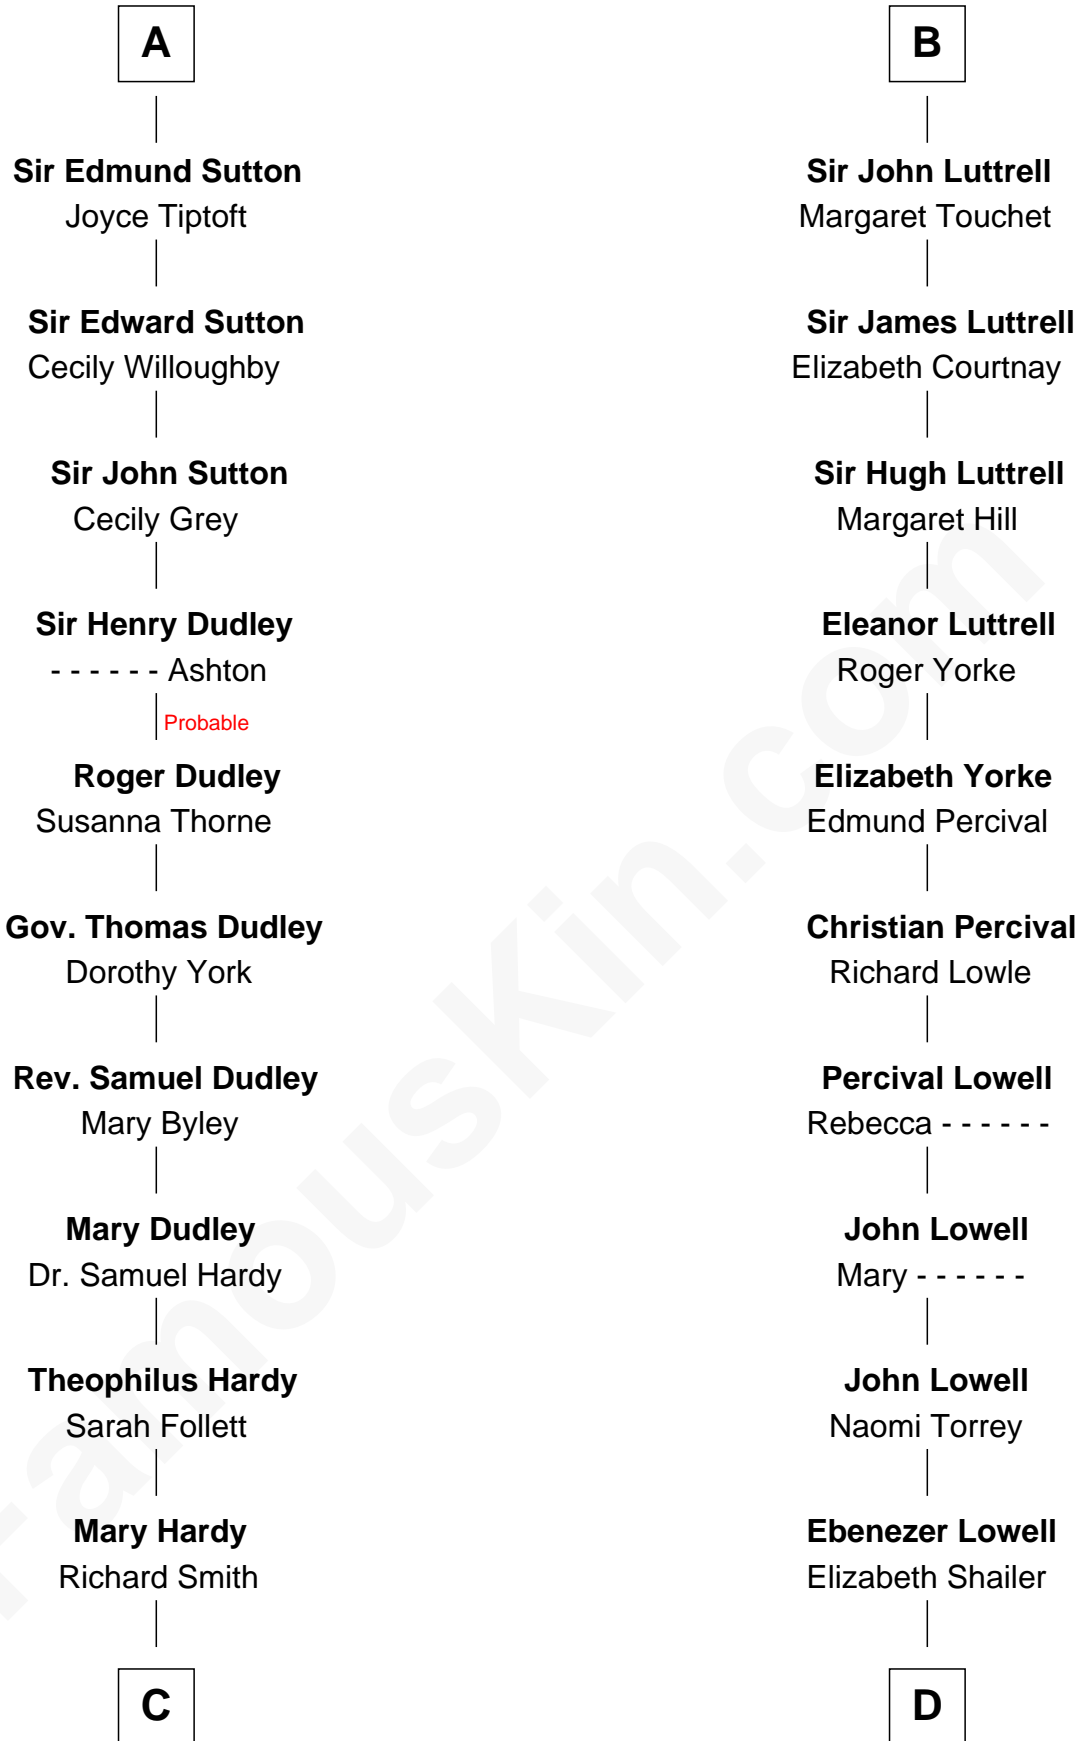 A
Sir Edmund Sutton
Joyce Tiptoft
Sir Edward Sutton
Cecily Willoughby
Sir John Sutton
Cecily Grey
Sir Henry Dudley
- - - - - - Ashton
Probable
Roger Dudley
Susanna Thorne
Gov. Thomas Dudley
Dorothy York
Rev. Samuel Dudley
Mary Byley
Mary Dudley
Dr. Samuel Hardy
Theophilus Hardy
Sarah Follett
Mary Hardy
Richard Smith
C
B
Sir John Luttrell
Margaret Touchet
Sir James Luttrell
Elizabeth Courtnay
Sir Hugh Luttrell
Margaret Hill
Eleanor Luttrell
Roger Yorke
Elizabeth Yorke
Edmund Percival
Christian Percival
Richard Lowle
Percival Lowell
Rebecca - - - - - -
John Lowell
Mary - - - - - -
John Lowell
Naomi Torrey
Ebenezer Lowell
Elizabeth Shailer
D
FamousKin.com